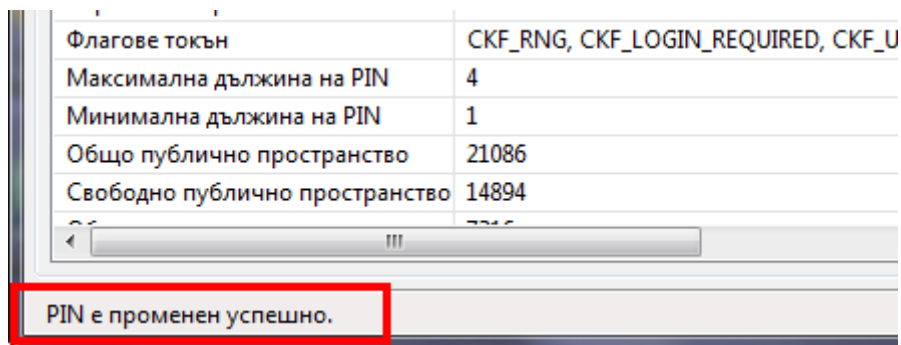 Флагове токън CKF_RNG, CKF_LOGIN_REQUIRED, CKF_U
Максимална дължина на PIN 4
Минимална дължина на PIN 1
Общо публично пространство 21086
Свободно публично пространство 14894
PIN е променен успешно.